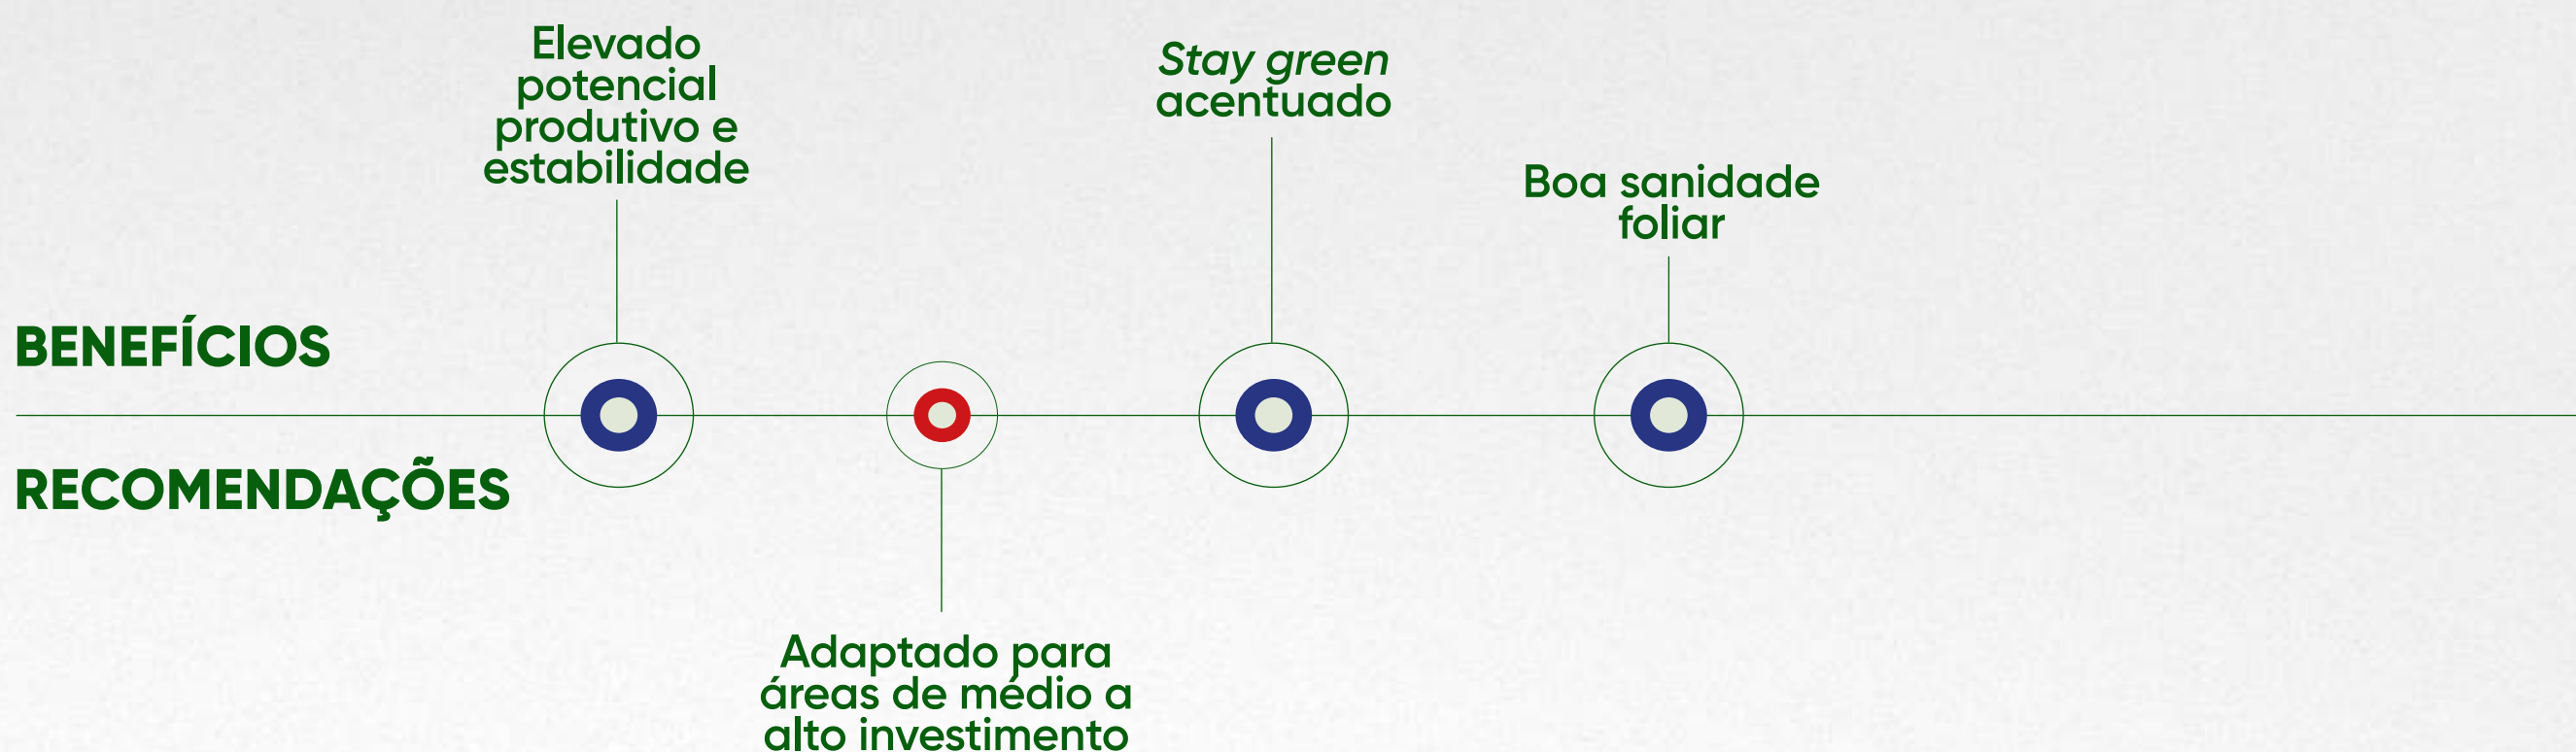 Elevado
potencial
produtivo e
estabilidade
Stay green
acentuado
Boa sanidade
foliar
BENEFÍCIOS
RECOMENDAÇÕES
Adaptado para
áreas de médio a
alto investimento